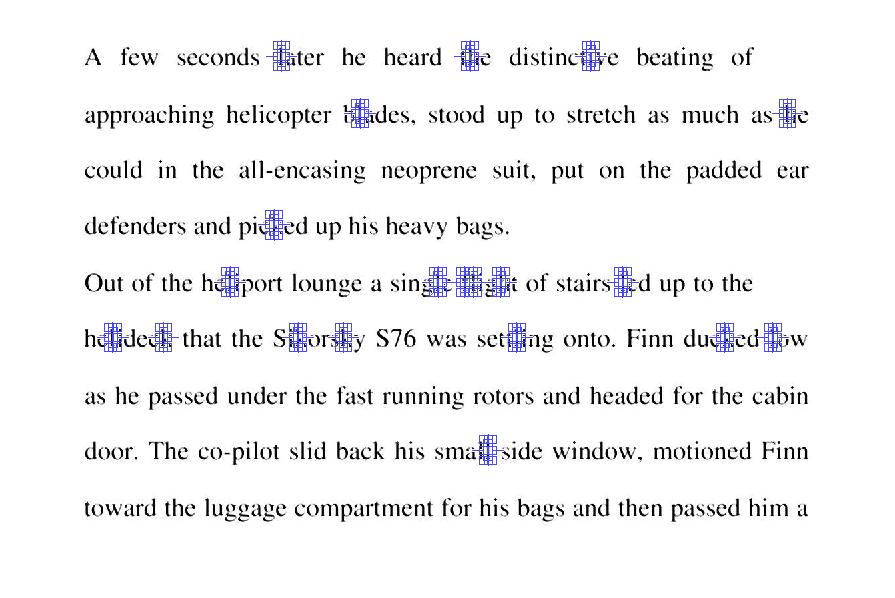 A few seconds later he heard the distinctive beating of
approaching helicopter blades, stood up to stretch as much as he
could in the all-encasing neoprene suit, put on the padded ear
defenders and picked up his heavy bags.
Out of the heliport lounge a single flight of stairs led up to the
helideck that the Sikorsky S76 was settling onto. Finn ducked low
as he passed under the fast running rotors and headed for the cabin
door. The co-pilot slid back his small side window, motioned Finn
toward the luggage compartment for his bags and then passed him a